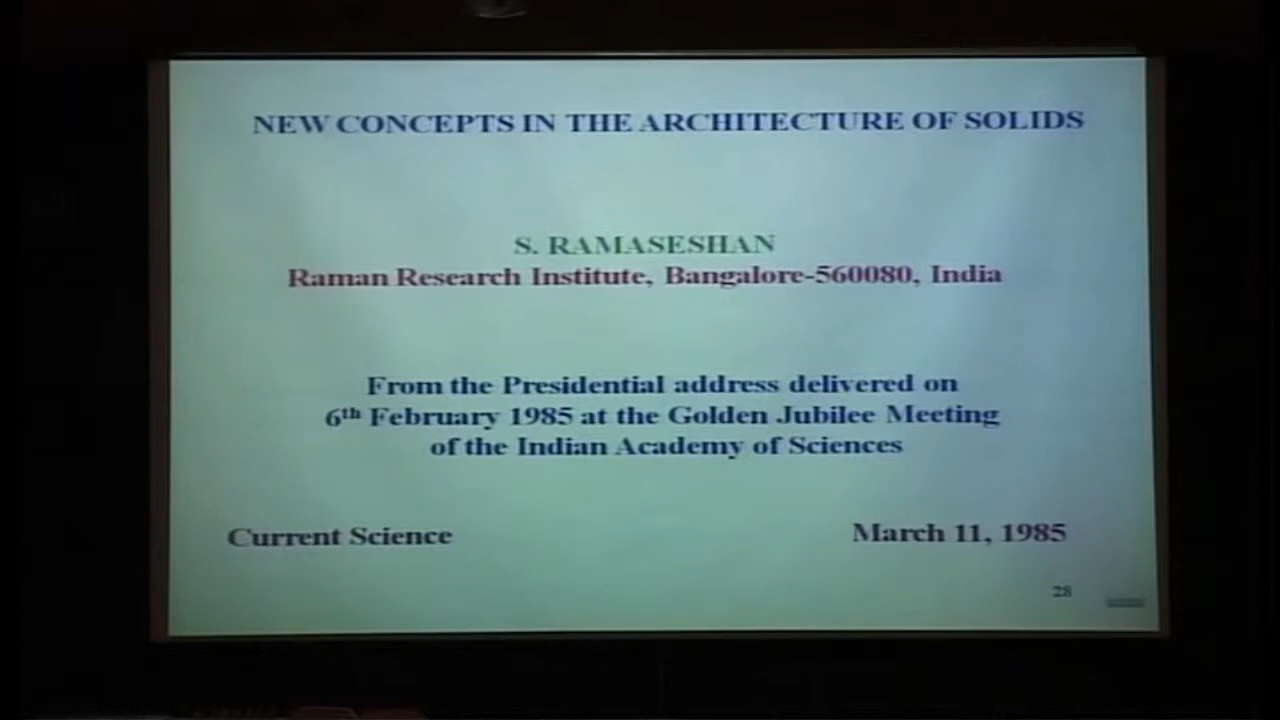 NEW CONCEPTS IN THE ARCHITECTURE OF SOLIDS
S. RAMASESHAN
Raman Research Institute, Bangalore-560080, India
From the Presidential address delivered on
6th February 1985 at the Golden Jubilee Meeting
of the Indian Academy of Sciences
Current Science
March 11, 1985
28